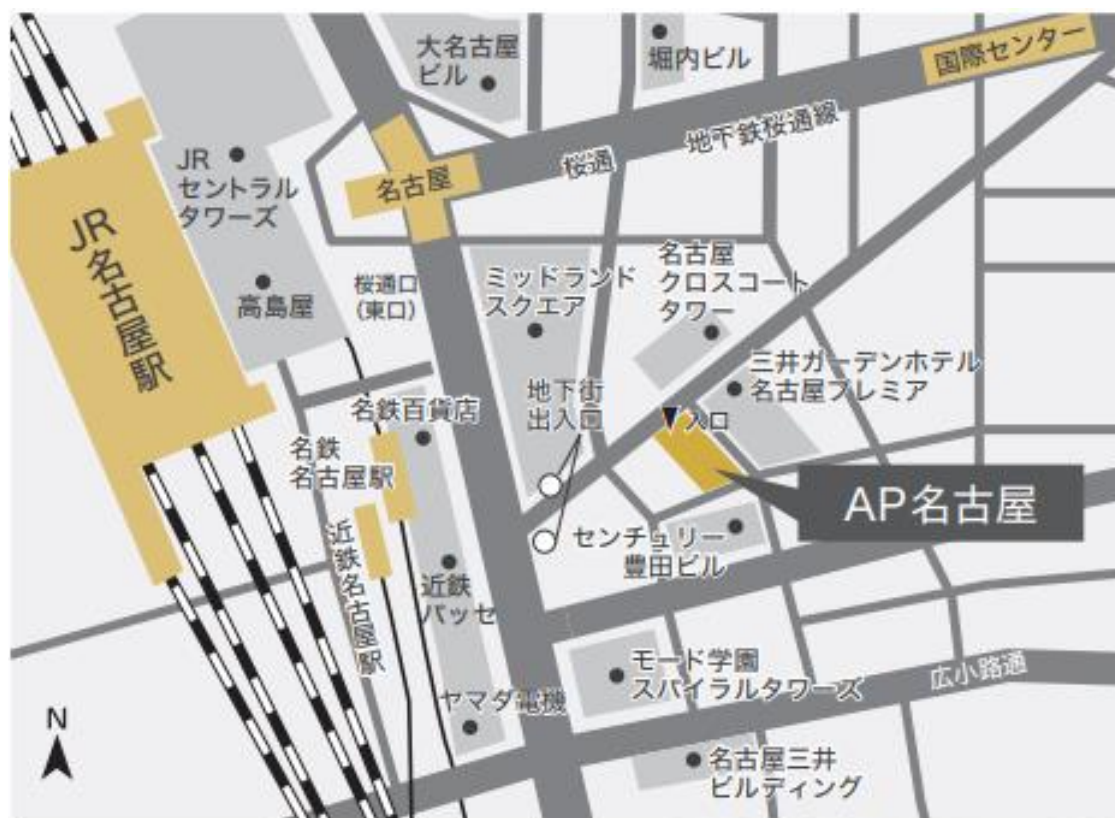 大名古屋
ビル
堀内ビル
国際センター
地下鉄桜通線
桜通
JR
セントラル
タワーズ
名古屋
JR名古屋駅
高島屋
桜通口
(東口)
ミッドランド
スクエア
名古屋
クロスコート
タワー
三井ガーデンホテル
名古屋プレミア
地下街
出入口
入口
名鉄百貨店
名鉄
名古屋駅
AP名古屋
センチュリー
豊田ビル
近鉄名古屋駅
近鉄
パッセ
モード学園
スパイラルタワーズ
広小路通
ヤマダ電機
名古屋三井
ビルディング
N